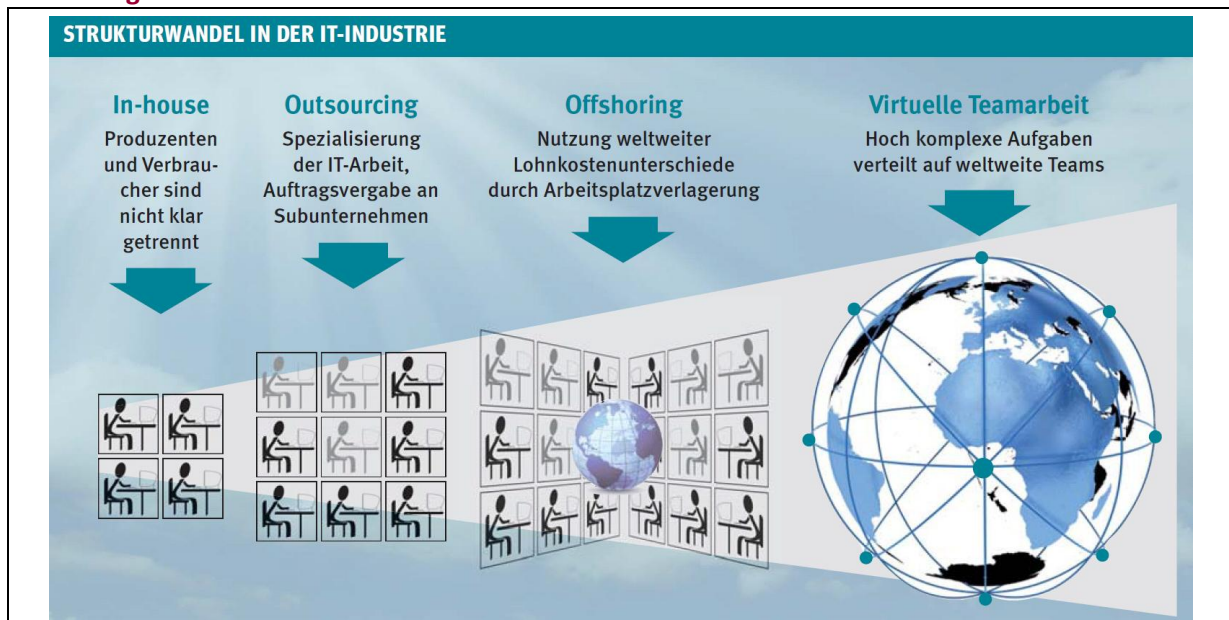 STRUKTURWANDEL IN DER IT-INDUSTRIE
In-house
Produzenten
und Verbrau-
cher sind
nicht klar
getrennt
Outsourcing
Spezialisierung
der IT-Arbeit,
Auftragsvergabe an
Subunternehmen
Offshoring
Nutzung weltweiter
Lohnkostenunterschiede
durch Arbeitsplatzverlagerung
Virtuelle Teamarbeit
Hoch komplexe Aufgaben
verteilt auf weltweite Teams